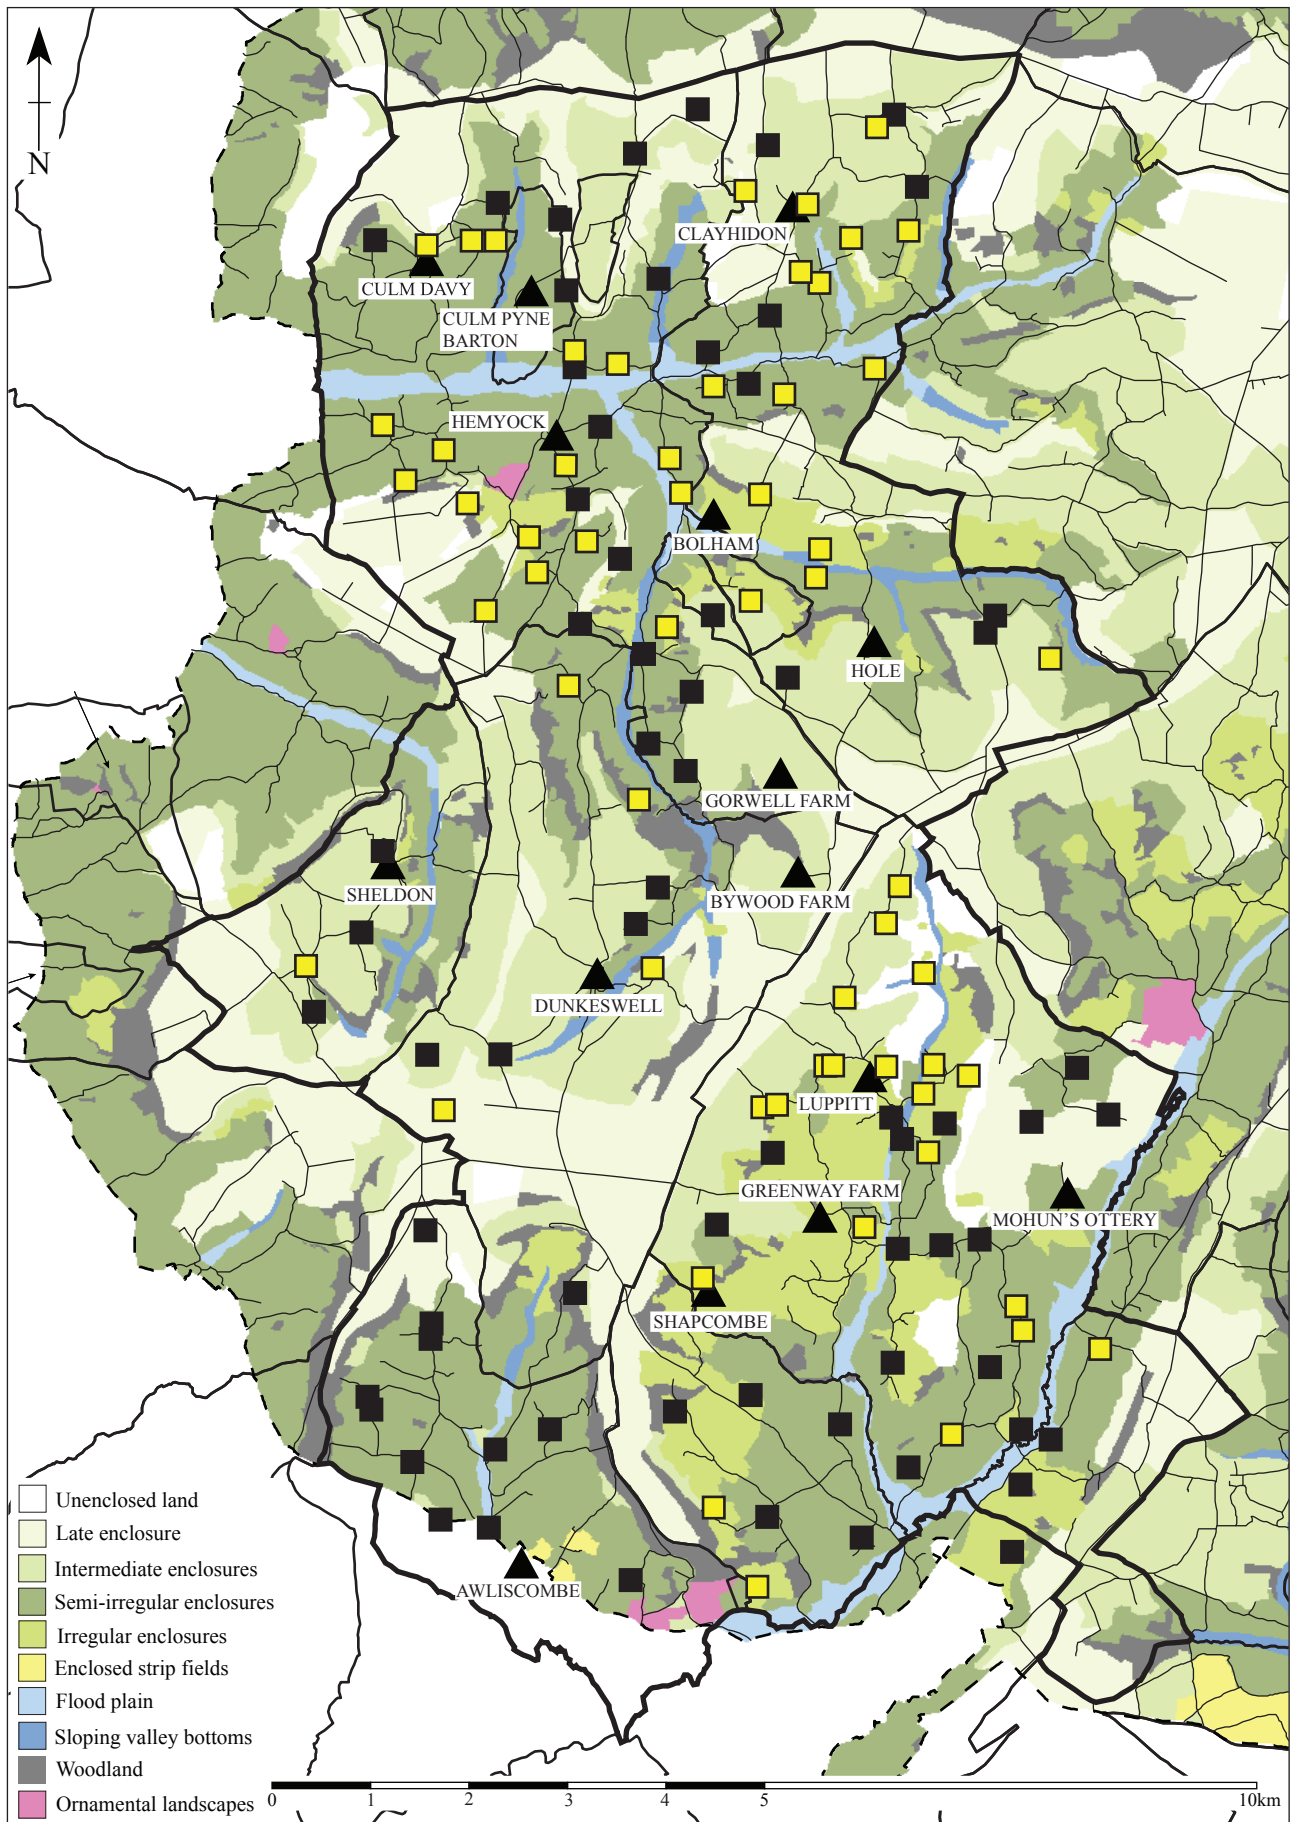 N
CLAYHIDON
CULM DAVY
CULM PYNE
BARTON
HEMYOCK
BOLHAM
HOLE
GORWELL FARM
SHELDON
BYWOOD FARM
DUNKESWELL
LUPPITT
GREENWAY FARM
MOHUN'S OTTERY
SHAPCOMBE
AWLISCOMBE
Unenclosed land
Late enclosure
Intermediate enclosures
Semi-irregular enclosures
Irregular enclosures
Enclosed strip fields
Flood plain
Sloping valley bottoms
Woodland
Ornamental landscapes
0 1 2 3 4 5 10km